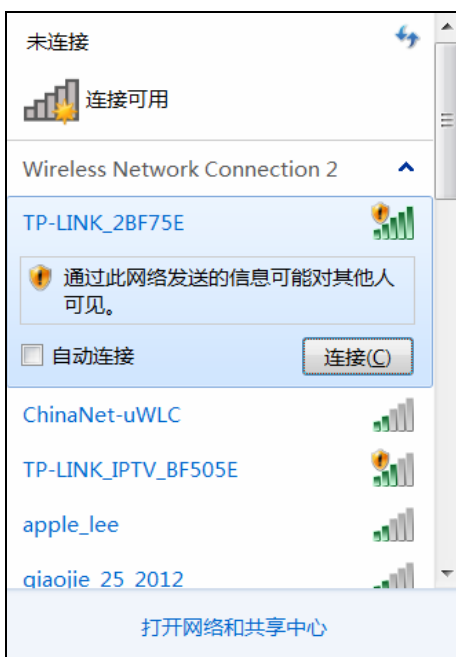 未连接
连接可用
Wireless Network Connection 2
TP-LINK_2BF75E
通过此网络发送的信息可能对其他人
可见。
自动连接
连接(C)
ChinaNet-uWLC
TP-LINK_IPTV_BF505E
apple_lee
qiaojie_25_2012
打开网络和共享中心